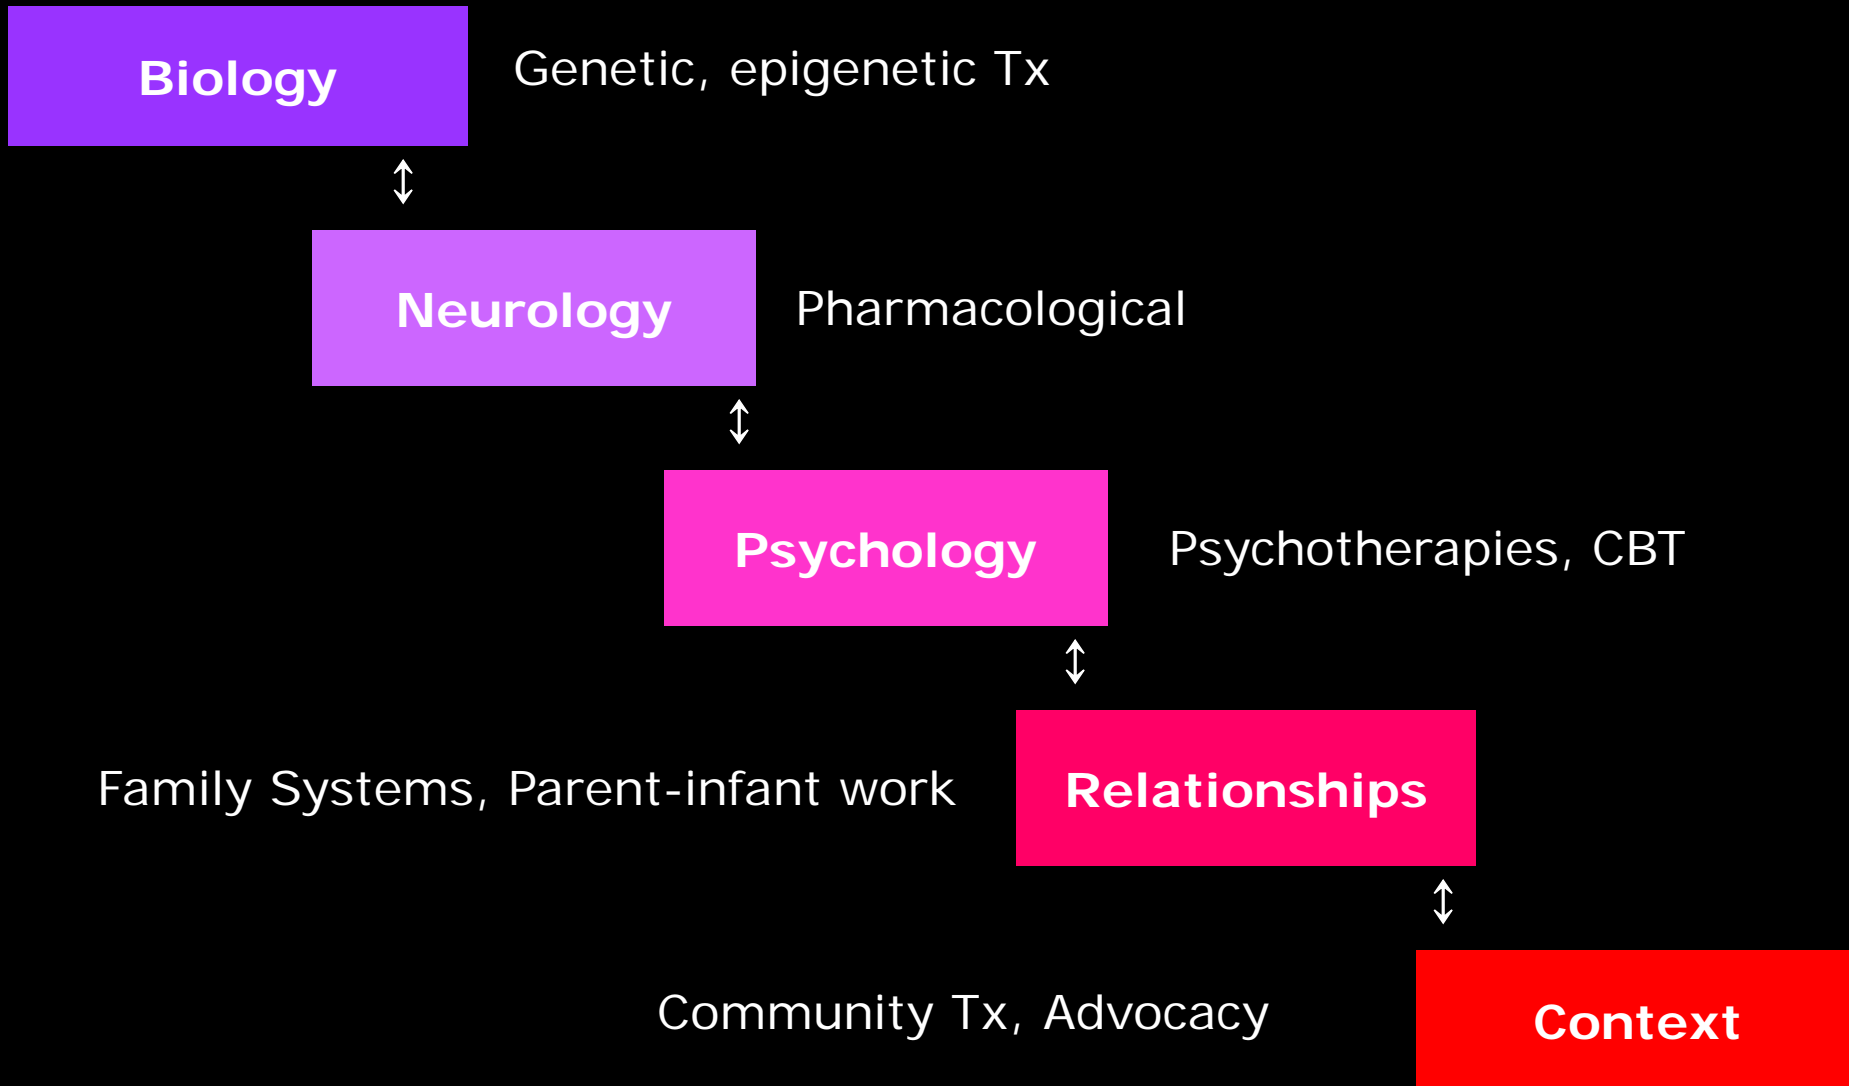 Biology
Genetic, epigenetic Tx
Neurology
Pharmacological
Psychology
Psychotherapies, CBT
Family Systems, Parent-infant work
Relationships
Community Tx, Advocacy
Context